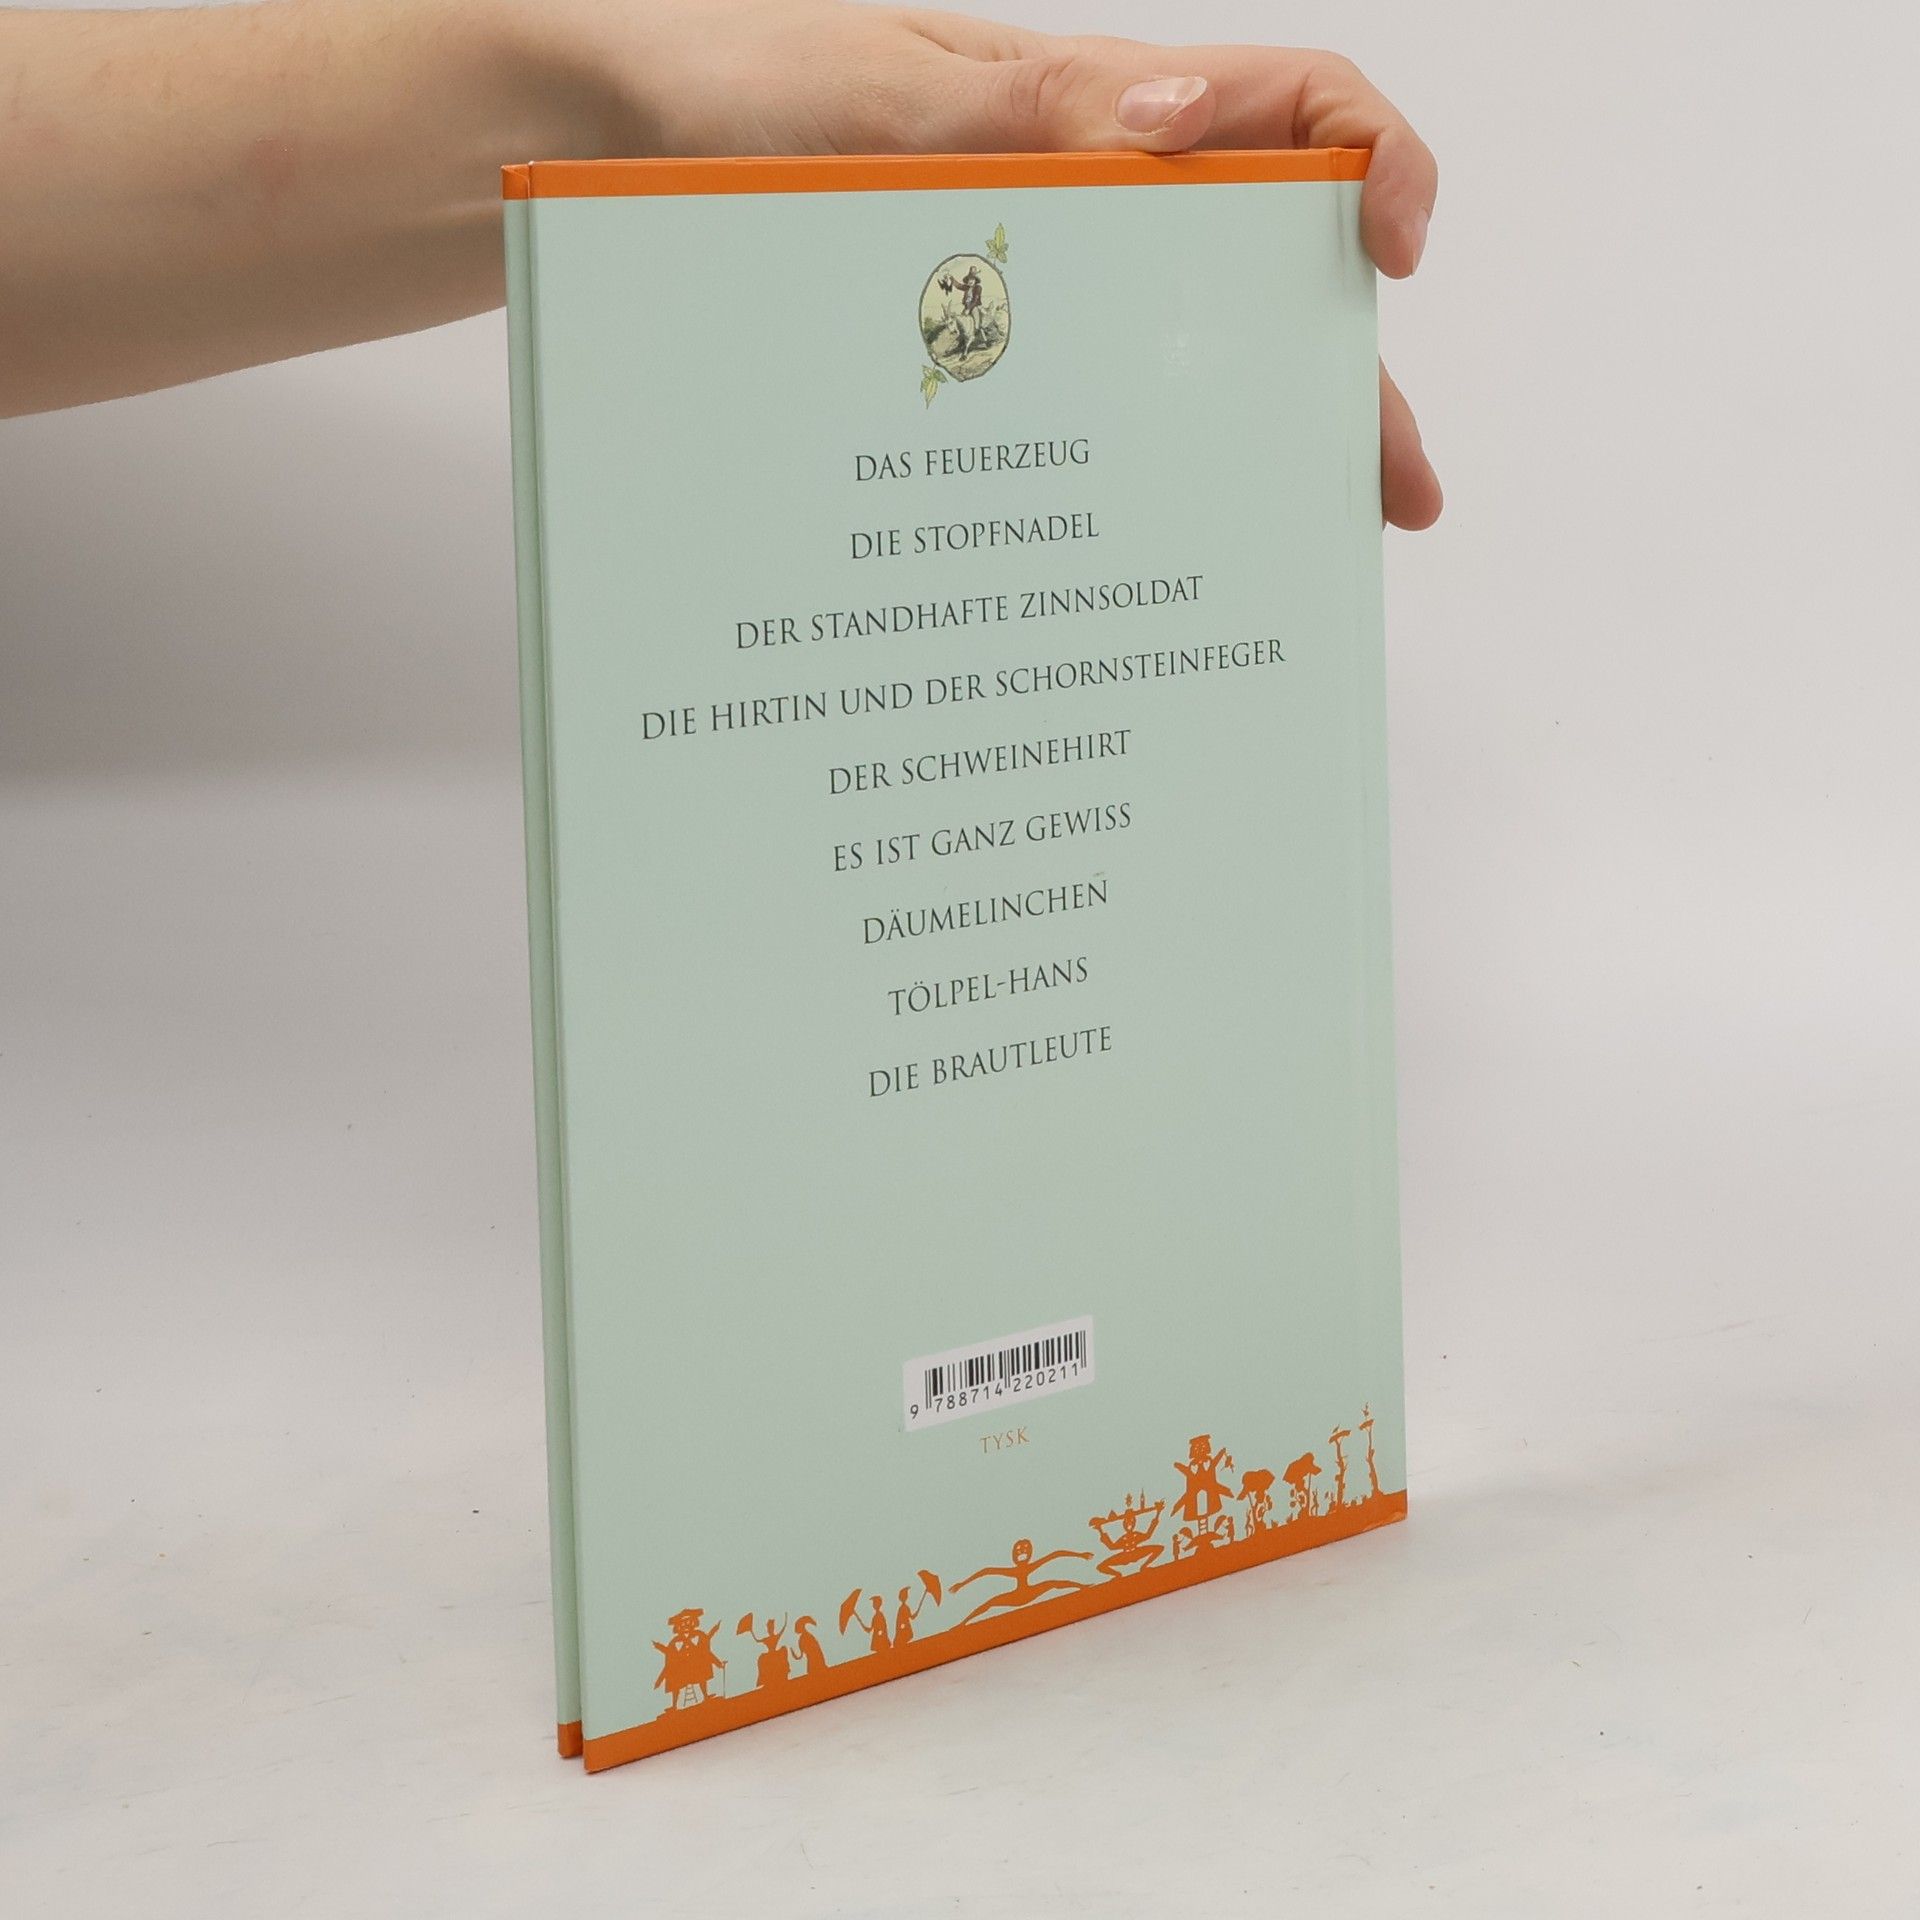 DAS FEUERZEUG
DIE STOPFNADEL
DER STANDHAFTE ZINNSOLDAT
DIE HIRTIN UND DER SCHORNSTEINFEGER
DER SCHWEINEHIRT
ES IST GANZ GEWISS
DÄUMELINCHEN
TÖLPEL-HANS
DIE BRAUTLEUTE
9 788714 220211
TYSK